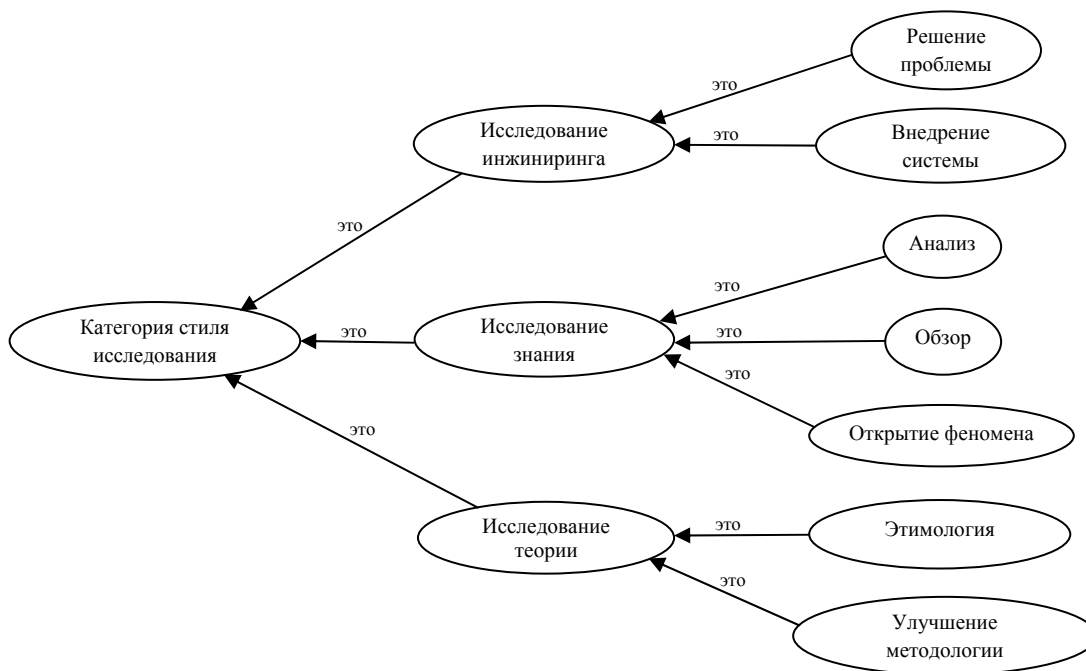 Решение
проблемы
это
Исследование
инжиниринга
это
Внедрение
системы
это
Анализ
это
Категория стиля
исследования
это
Исследование
знания
это
Обзор
это
Открытие феномена
это
Исследование
теории
это
Этимология
это
Улучшение
методологии